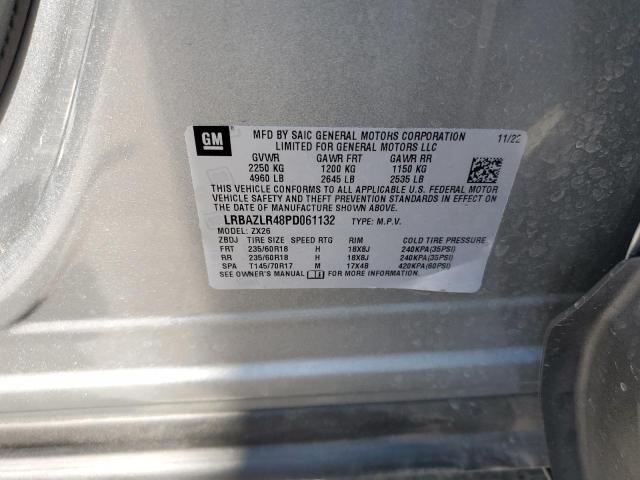 GM
MFD BY SAIC GENERAL MOTORS CORPORATION 11/22
LIMITED FOR GENERAL MOTORS LLC
GVWR GAWR FRT GAWR RR
2250 KG 1200 KG 1150 KG
4960 LB 2645 LB 2535 LB
THIS VEHICLE CONFORMS TO ALL APPLICABLE U.S. FEDERAL MOTOR
VEHICLE SAFETY, BUMPER, AND THEFT PREVENTION STANDARDS IN
EFFECT ON THE DATE OF MANUFACTURE SHOWN ABOVE.
LRBAZLR48PD061132 TYPE: M.P.V.
MODEL: ZX26
ZBDJ TIRE SIZE SPEED RTG RIM COLD TIRE PRESSURE
FRT 235/60R18 H 18X8J 240KPA(35PSI)
RR 235/60R18 H 18X8J 240KPA(35PSI)
SPA T145/70R17 M 17X4B 420KPA(60PSI)
SEE OWNER'S MANUAL FOR MORE INFORMATION.